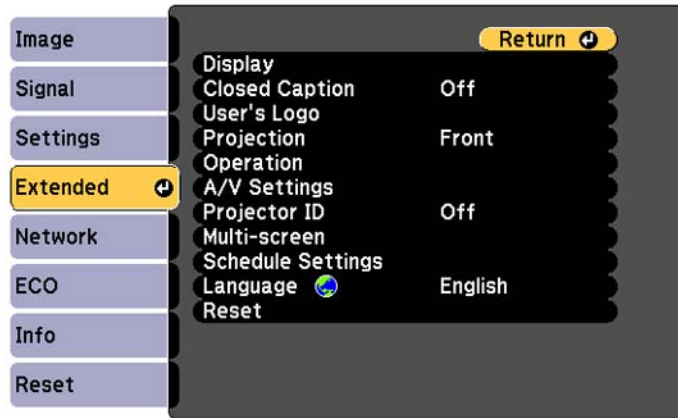 Image
Signal
Settings
Extended
Network
ECO
Info
Reset
Return
Display
Closed Caption Off
User's Logo
Projection Front
Operation
A/V Settings
Projector ID Off
Multi-screen
Schedule Settings
Language English
Reset